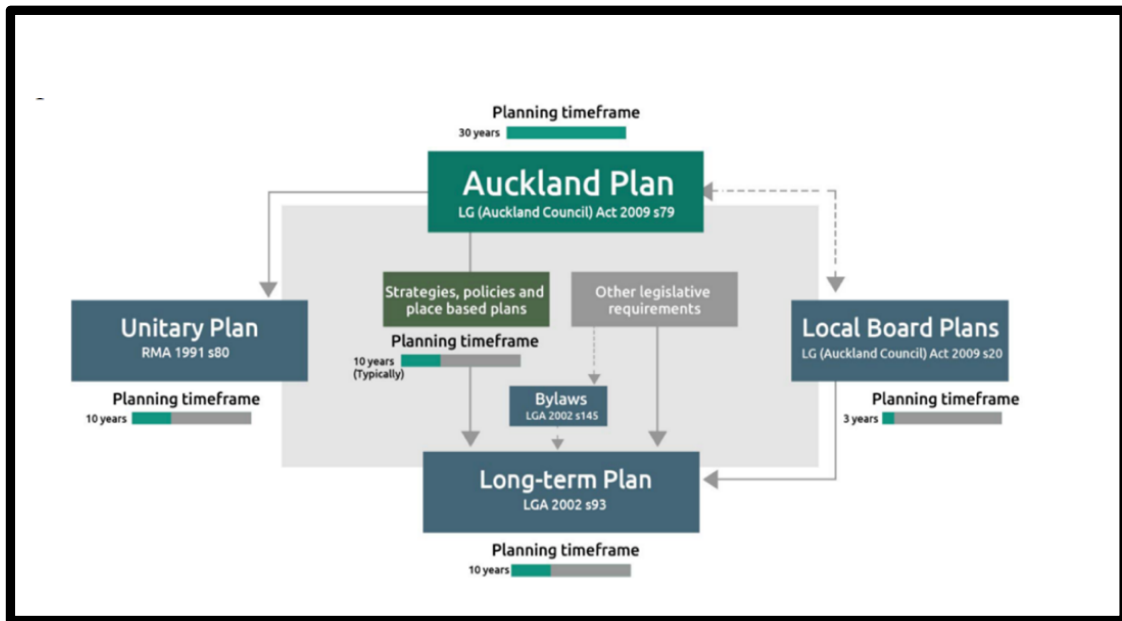 Planning timeframe
30 years
Auckland Plan
LG (Auckland Council) Act 2009 s79
Strategies, policies and
place based plans
Other legislative
requirements
Unitary Plan
RMA 1991 s80
Local Board Plans
LG (Auckland Council) Act 2009 s20
Planning timeframe
10 years
(Typically)
Planning timeframe
10 years
Bylaws
LGA 2002 s145
Planning timeframe
3 years
Long-term Plan
LGA 2002 s93
Planning timeframe
10 years